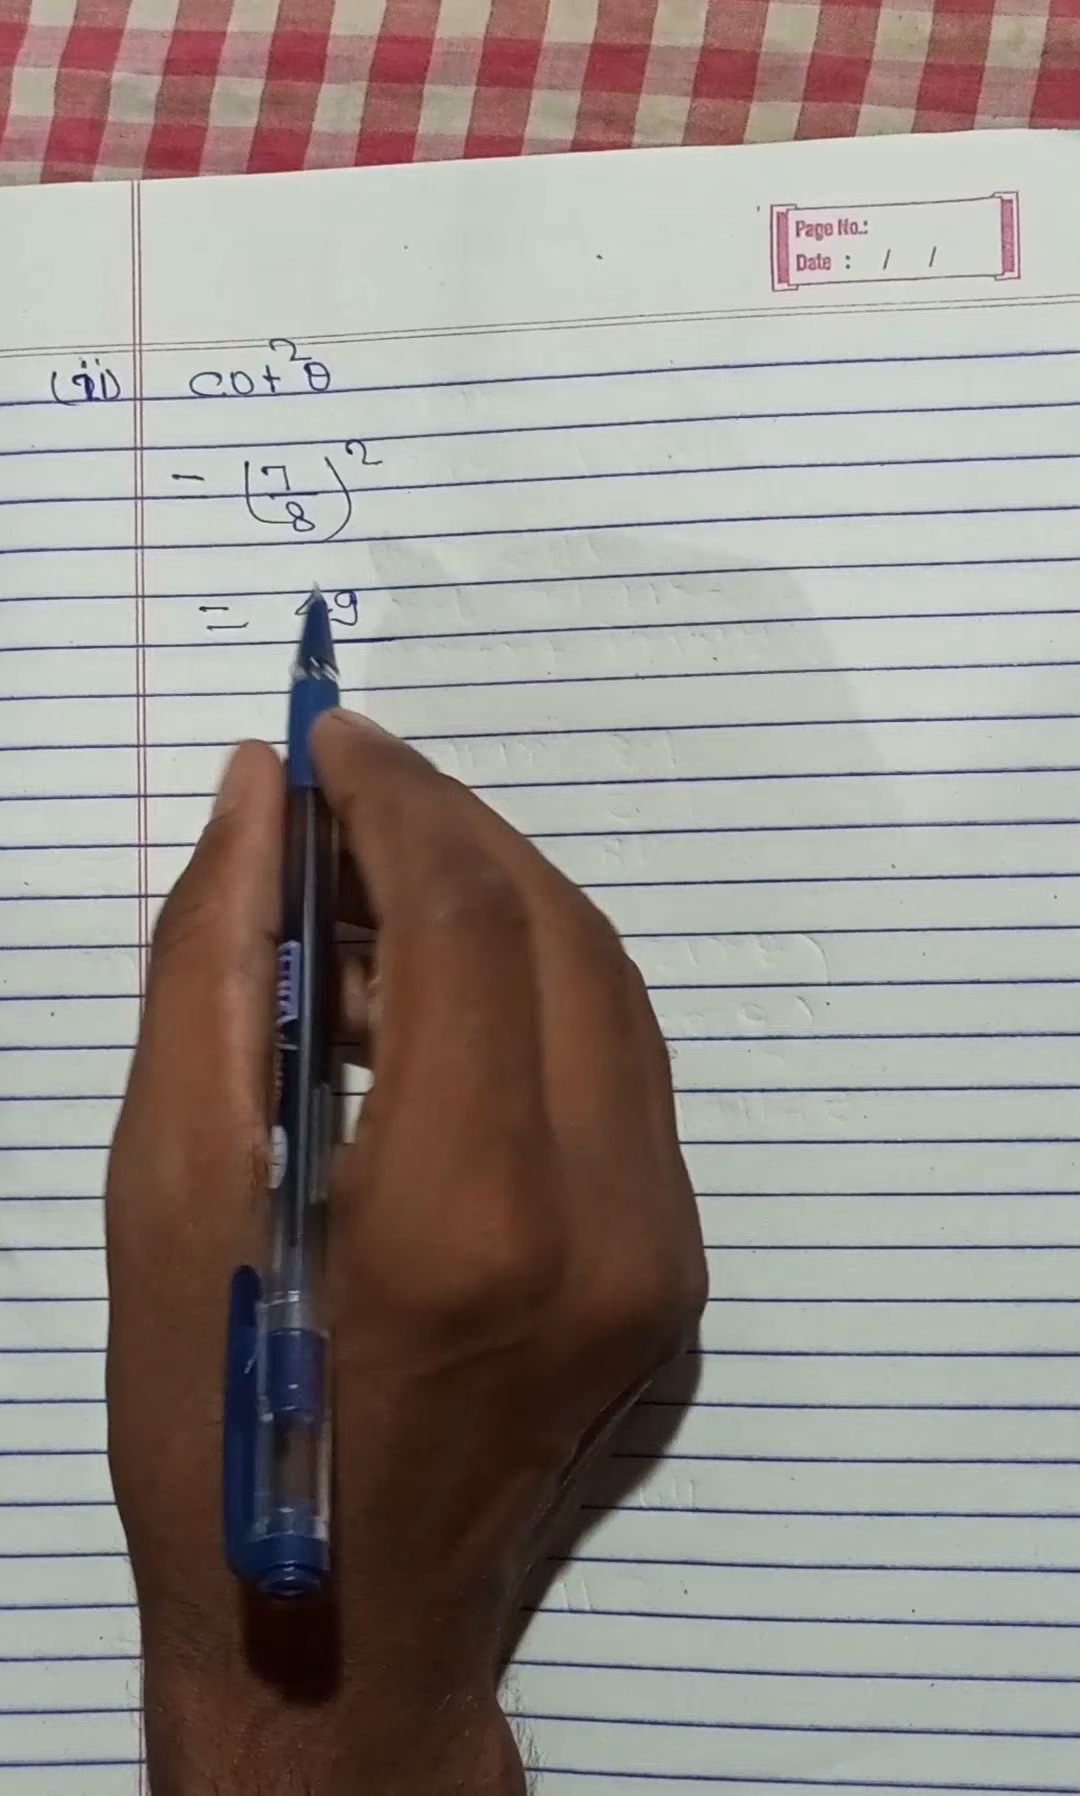 Page No.:
Date : / /
(ii) cot²θ
= (7/8)²
= 49